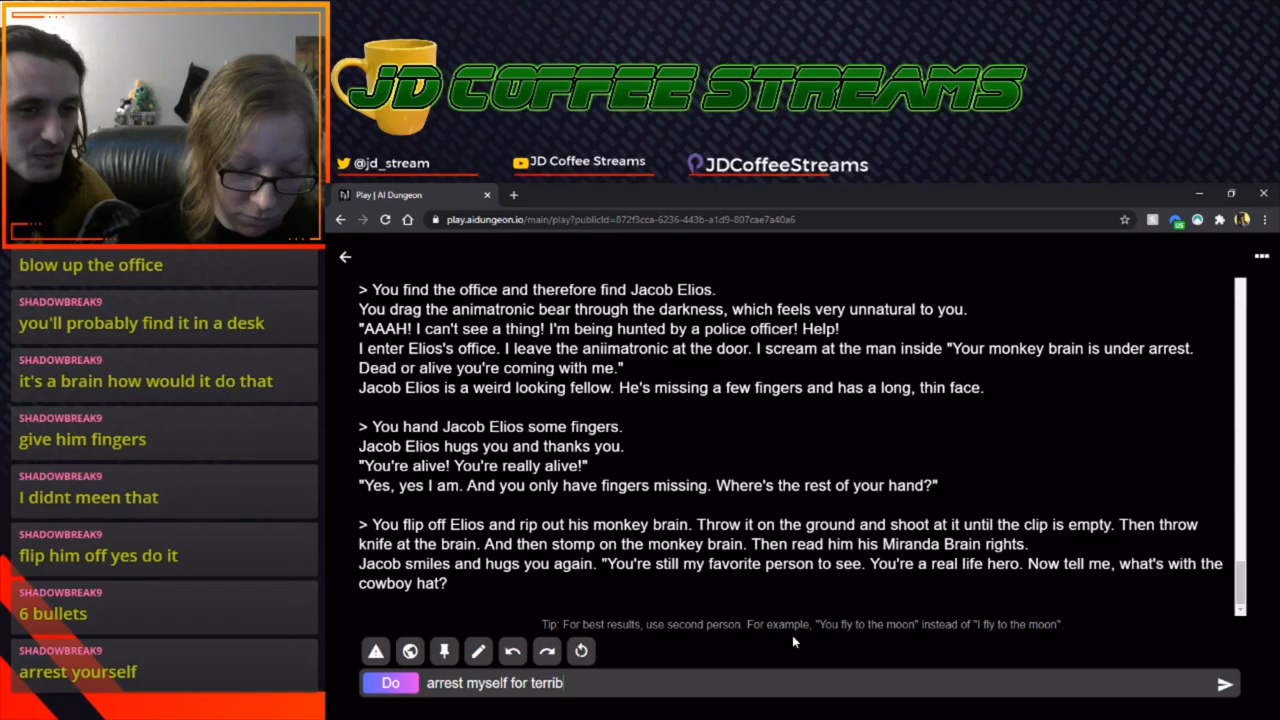 JD COFFEE STREAMS
@jd_stream
JD Coffee Streams
JDCoffeeStreams
Play | AI Dungeon
play.aidungeon.io/main/play?publicId=872f3cca-6236-443b-a1d9-807cae7a40a6
US
blow up the office
SHADOWBREAK9
you'll probably find it in a desk
SHADOWBREAK9
it's a brain how would it do that
SHADOWBREAK9
give him fingers
SHADOWBREAK9
I didnt meen that
SHADOWBREAK9
flip him off yes do it
SHADOWBREAK9
6 bullets
SHADOWBREAK9
arrest yourself
> You find the office and therefore find Jacob Elios.
You drag the animatronic bear through the darkness, which feels very unnatural to you.
"AAAH! I can't see a thing! I'm being hunted by a police officer! Help!
I enter Elios's office. I leave the aniimatronic at the door. I scream at the man inside "Your monkey brain is under arrest.
Dead or alive you're coming with me."
Jacob Elios is a weird looking fellow. He's missing a few fingers and has a long, thin face.
> You hand Jacob Elios some fingers.
Jacob Elios hugs you and thanks you.
"You're alive! You're really alive!"
"Yes, yes I am. And you only have fingers missing. Where's the rest of your hand?"
> You flip off Elios and rip out his monkey brain. Throw it on the ground and shoot at it until the clip is empty. Then throw
knife at the brain. And then stomp on the monkey brain. Then read him his Miranda Brain rights.
Jacob smiles and hugs you again. "You're still my favorite person to see. You're a real life hero. Now tell me, what's with the
cowboy hat?
Tip: For best results, use second person. For example, "You fly to the moon" instead of "I fly to the moon".
Do
arrest myself for terrib